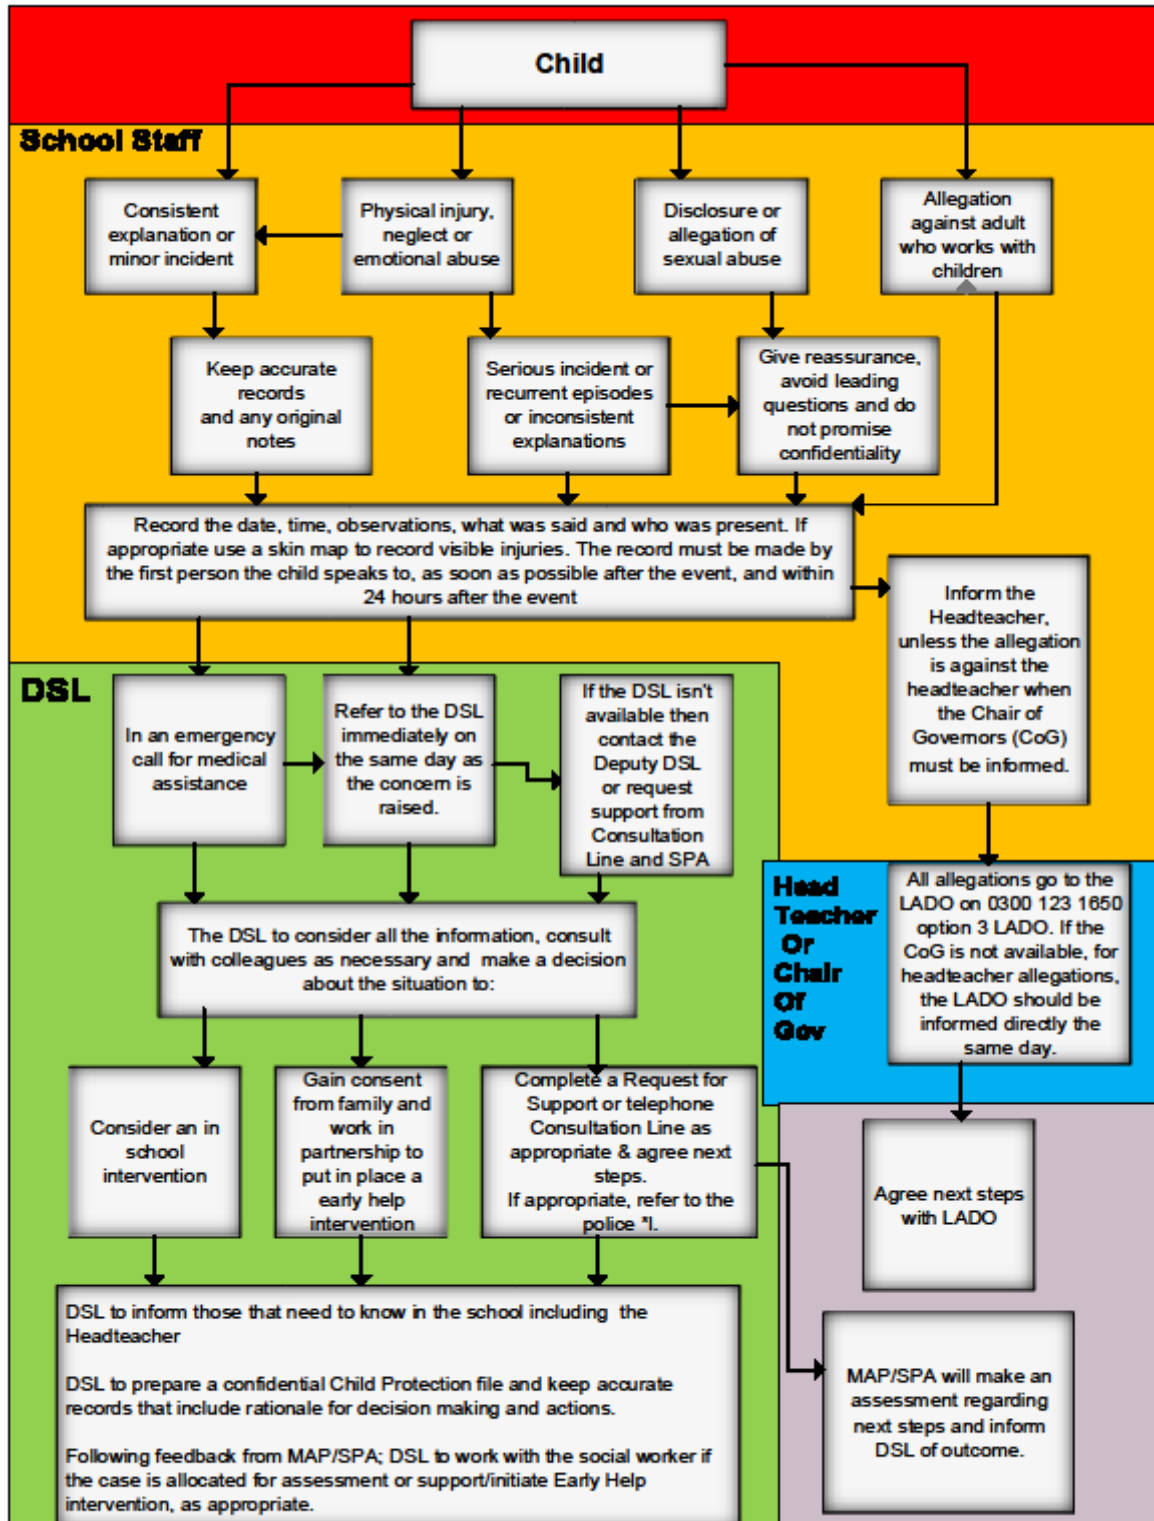 Child
School Staff
Consistent
explanation or
minor incident
Physical injury,
neglect or
emotional abuse
Disclosure or
allegation of
sexual abuse
Allegation
against adult
who works with
children
Keep accurate
records
and any original
notes
Serious incident or
recurrent episodes
or inconsistent
explanations
Give reassurance,
avoid leading
questions and do
not promise
confidentiality
Record the date, time, observations, what was said and who was present. If
appropriate use a skin map to record visible injuries. The record must be made by
the first person the child speaks to, as soon as possible after the event, and within
24 hours after the event
Inform the
Headteacher,
unless the allegation
is against the
headteacher when
the Chair of
Governors (CoG)
must be informed.
DSL
In an emergency
call for medical
assistance
Refer to the DSL
immediately on
the same day as
the concern is
raised.
If the DSL isn't
available then
contact the
Deputy DSL
or request
support from
Consultation
Line and SPA
Head
Teacher
Or
Chair
Of
Gov
All allegations go to the
LADO on 0300 123 1650
option 3 LADO. If the
CoG is not available, for
headteacher allegations,
the LADO should be
informed directly the
same day.
The DSL to consider all the information, consult
with colleagues as necessary and make a decision
about the situation to:
Consider an in
school
intervention
Gain consent
from family and
work in
partnership to
put in place a
early help
intervention
Complete a Request for
Support or telephone
Consultation Line as
appropriate & agree next
steps.
If appropriate, refer to the
police *I.
Agree next steps
with LADO
DSL to inform those that need to know in the school including the
Headteacher
DSL to prepare a confidential Child Protection file and keep accurate
records that include rationale for decision making and actions.
Following feedback from MAP/SPA; DSL to work with the social worker if
the case is allocated for assessment or support/initiate Early Help
intervention, as appropriate.
MAP/SPA will make an
assessment regarding
next steps and inform
DSL of outcome.